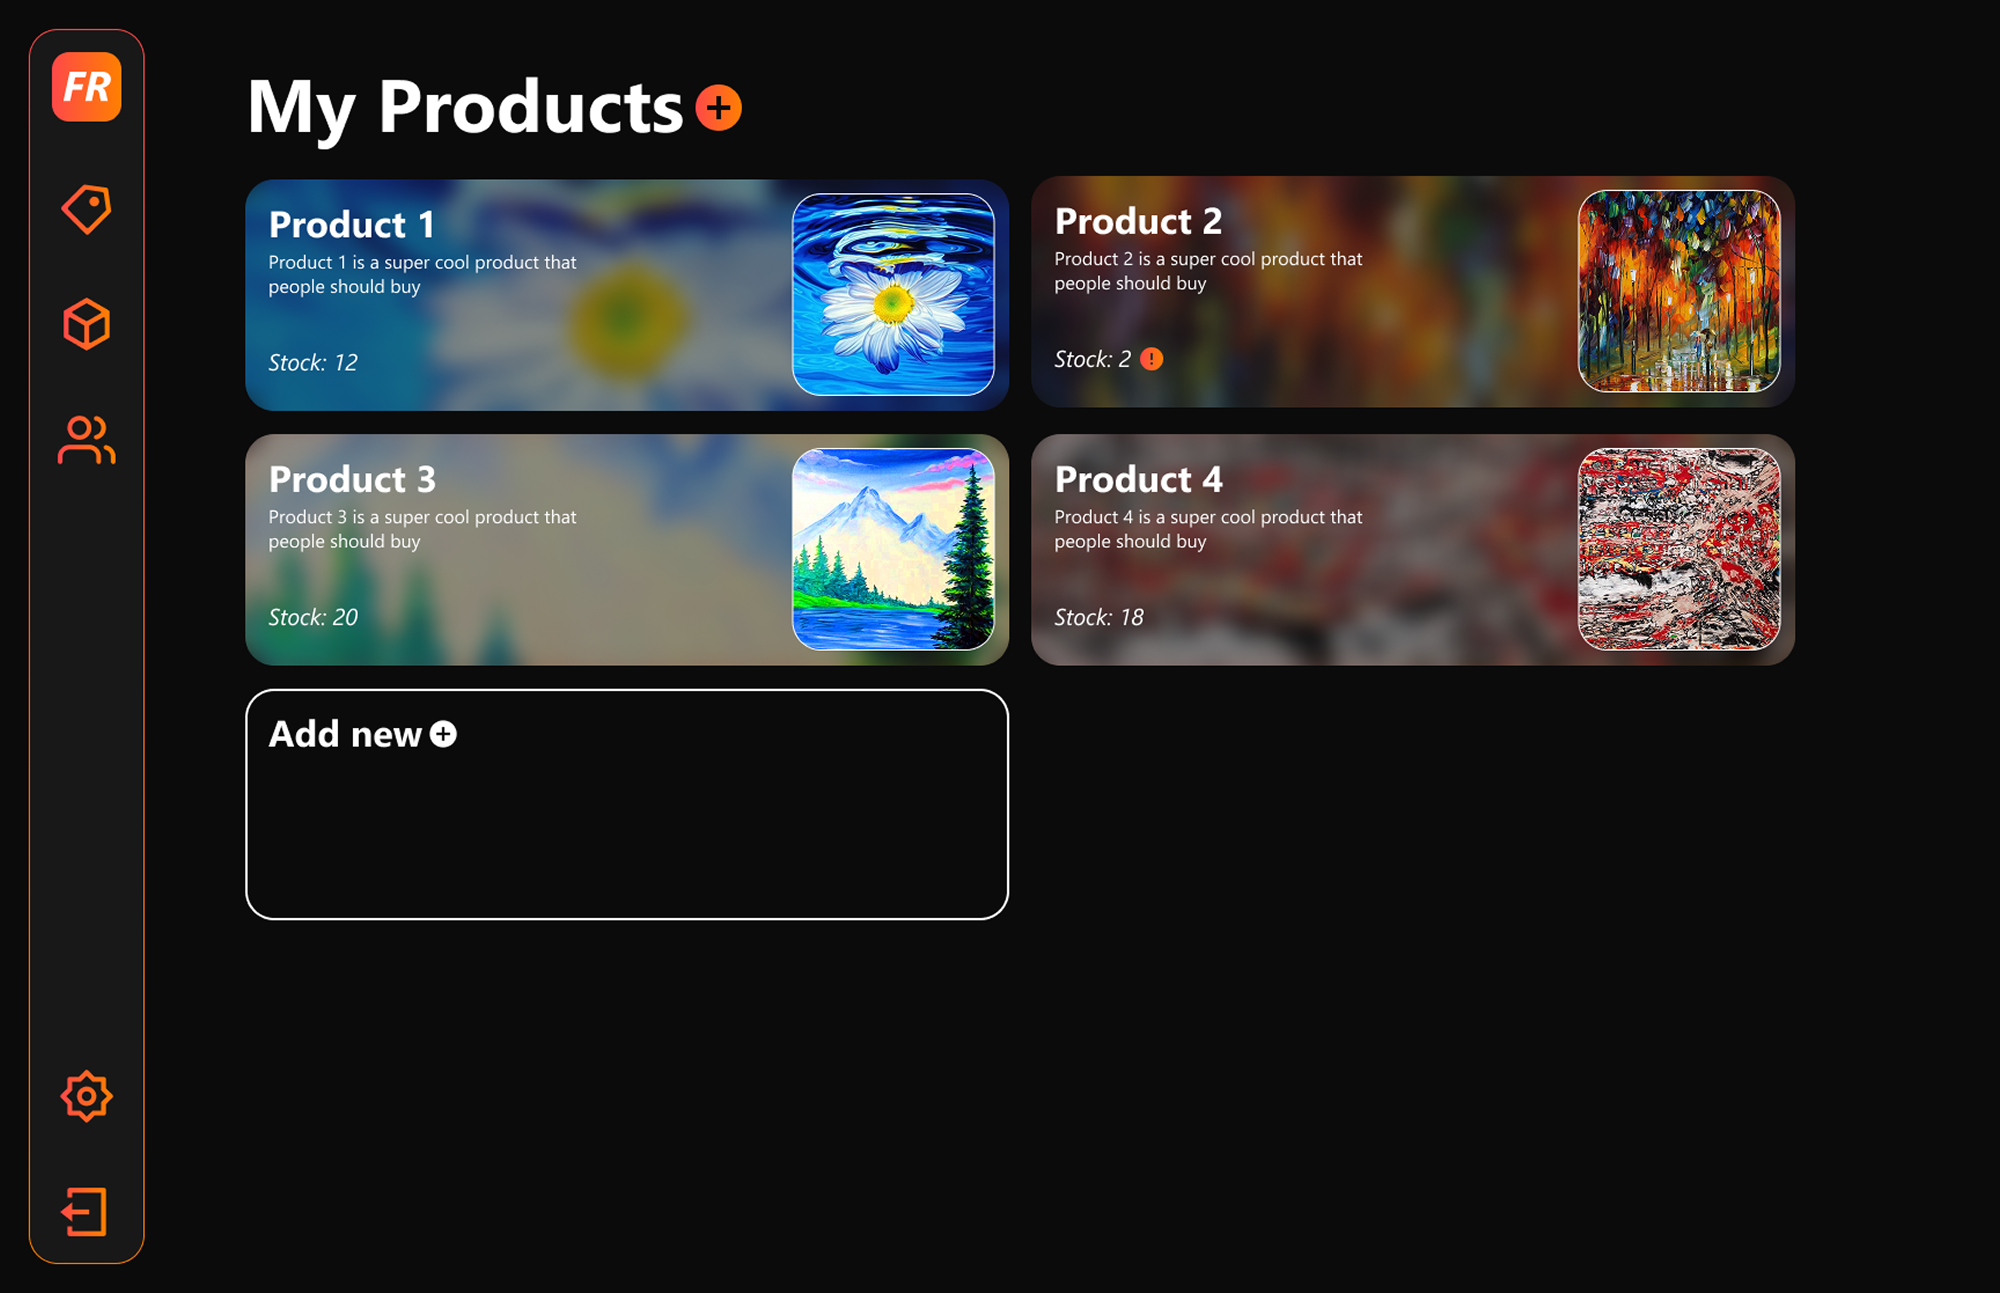 FR
My Products
Product 1
Product 1 is a super cool product that
people should buy
Stock: 12
Product 2
Product 2 is a super cool product that
people should buy
Stock: 2
Product 3
Product 3 is a super cool product that
people should buy
Stock: 20
Product 4
Product 4 is a super cool product that
people should buy
Stock: 18
Add new